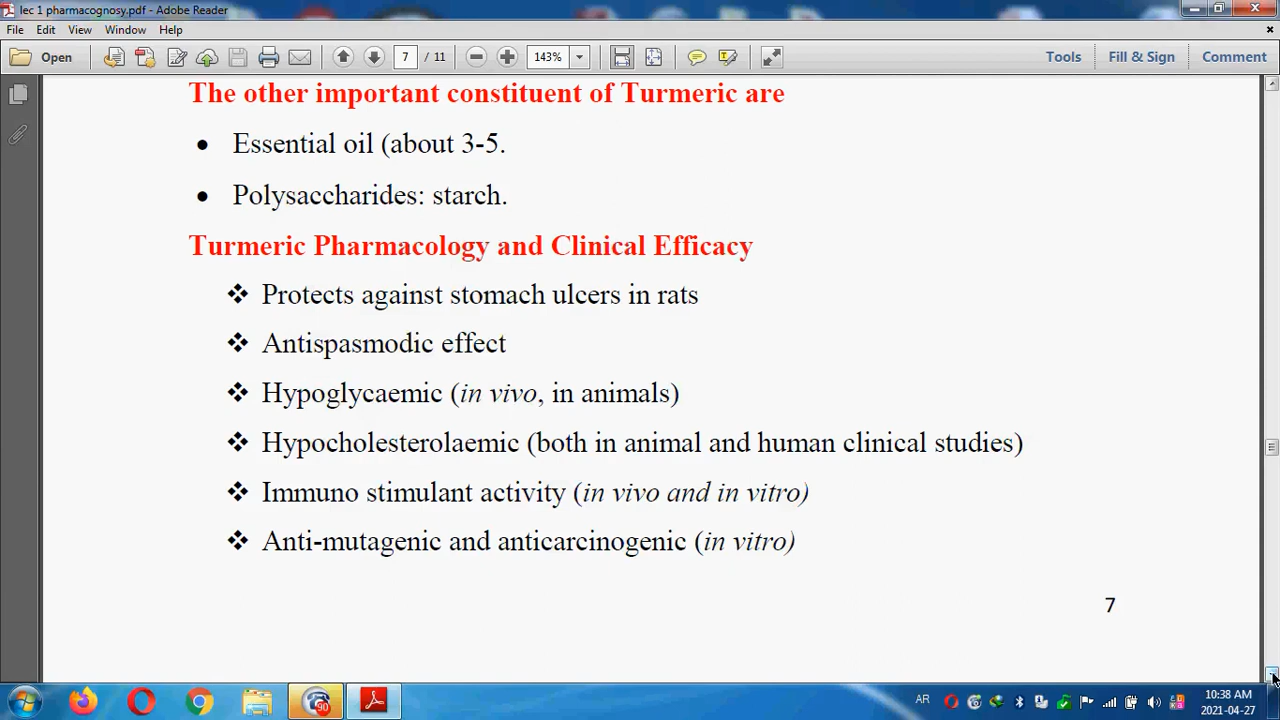 lec 1 pharmacognosy.pdf - Adobe Reader
File Edit View Window Help
Open 7 / 11 143% Tools Fill & Sign Comment
The other important constituent of Turmeric are
• Essential oil (about 3-5.
• Polysaccharides: starch.
Turmeric Pharmacology and Clinical Efficacy
❖ Protects against stomach ulcers in rats
❖ Antispasmodic effect
❖ Hypoglycaemic (in vivo, in animals)
❖ Hypocholesterolaemic (both in animal and human clinical studies)
❖ Immuno stimulant activity (in vivo and in vitro)
❖ Anti-mutagenic and anticarcinogenic (in vitro)
7
90
AR
10:38 AM
2021-04-27